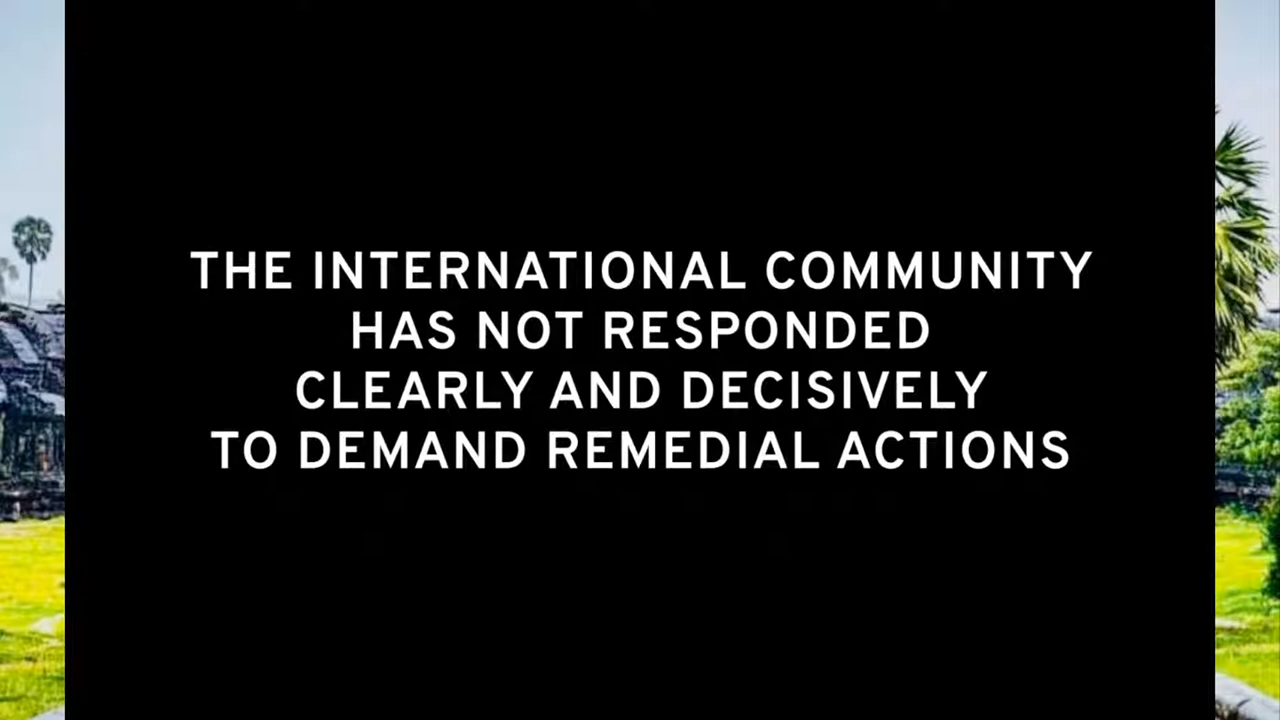 THE INTERNATIONAL COMMUNITY
HAS NOT RESPONDED
CLEARLY AND DECISIVELY
TO DEMAND REMEDIAL ACTIONS